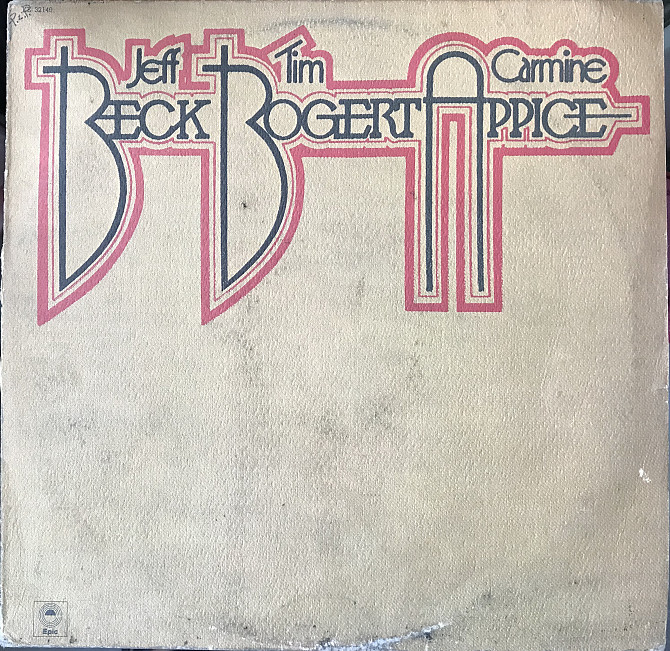 32140
Jeff Tim Carmine
BECK BOGERT APPICE
Epic